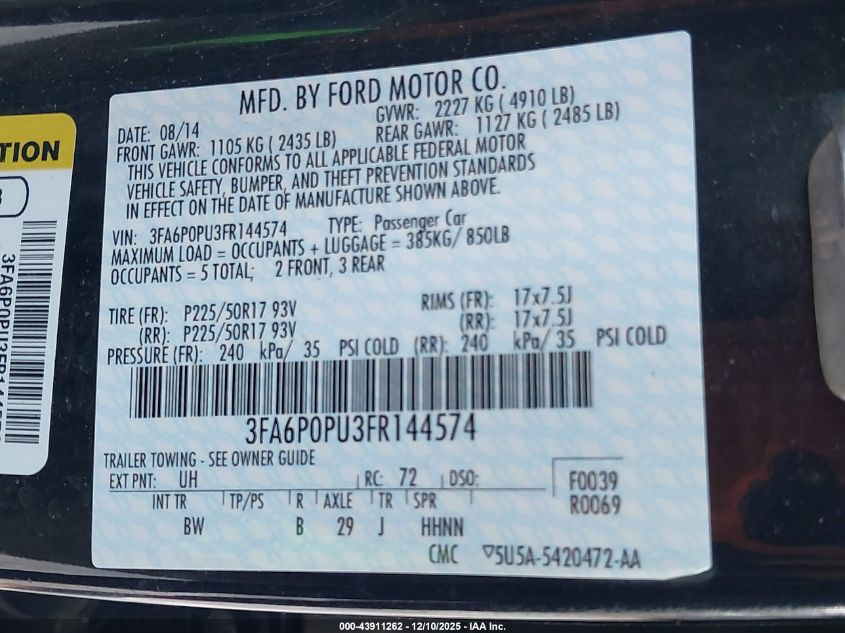 MFD. BY FORD MOTOR CO.
DATE: 08/14
GVWR: 2227 KG ( 4910 LB)
FRONT GAWR: 1105 KG ( 2435 LB)
REAR GAWR: 1127 KG ( 2485 LB)
THIS VEHICLE CONFORMS TO ALL APPLICABLE FEDERAL MOTOR
VEHICLE SAFETY, BUMPER, AND THEFT PREVENTION STANDARDS
IN EFFECT ON THE DATE OF MANUFACTURE SHOWN ABOVE.
VIN: 3FA6P0PU3FR144574 TYPE: Passenger Car
MAXIMUM LOAD = OCCUPANTS + LUGGAGE = 385KG/ 850LB
OCCUPANTS = 5 TOTAL; 2 FRONT, 3 REAR
TIRE (FR): P225/50R17 93V RIMS (FR): 17x7.5J
(RR): P225/50R17 93V (RR): 17x7.5J
PRESSURE (FR): 240 kPa/ 35 PSI COLD (RR): 240 kPa/ 35 PSI COLD
3FA6P0PU3FR144574
TRAILER TOWING - SEE OWNER GUIDE
EXT PNT: UH RC: 72 DSO: F0039
INT TR TP/PS R AXLE TR SPR R0069
BW B 29 J HHNN
CMC 5U5A-5420472-AA
TION
000-43911262 - 12/10/2025 - IAA Inc.